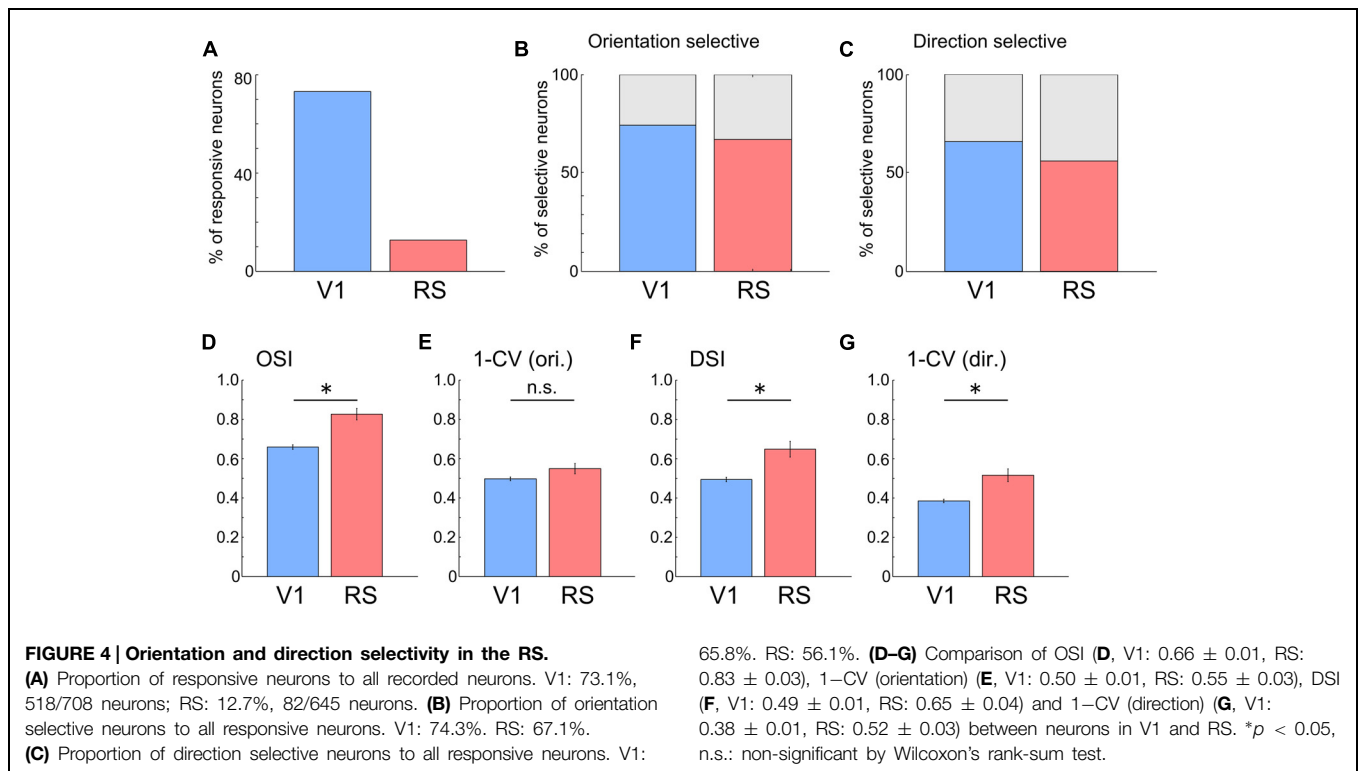 A
% of responsive neurons
80
40
0
V1 RS
B
Orientation selective
% of selective neurons
100
50
0
V1 RS
C
Direction selective
% of selective neurons
100
50
0
V1 RS
D
OSI
1.0
0.8
0.6
0.4
0.2
0
*
V1 RS
E
1-CV (ori.)
1.0
0.8
0.6
0.4
0.2
0
n.s.
V1 RS
F
DSI
1.0
0.8
0.6
0.4
0.2
0
*
V1 RS
G
1-CV (dir.)
1.0
0.8
0.6
0.4
0.2
0
*
V1 RS
FIGURE 4 | Orientation and direction selectivity in the RS.
(A) Proportion of responsive neurons to all recorded neurons. V1: 73.1%,
518/708 neurons; RS: 12.7%, 82/645 neurons. (B) Proportion of orientation
selective neurons to all responsive neurons. V1: 74.3%. RS: 67.1%.
(C) Proportion of direction selective neurons to all responsive neurons. V1:
65.8%. RS: 56.1%. (D–G) Comparison of OSI (D, V1: 0.66 ± 0.01, RS:
0.83 ± 0.03), 1−CV (orientation) (E, V1: 0.50 ± 0.01, RS: 0.55 ± 0.03), DSI
(F, V1: 0.49 ± 0.01, RS: 0.65 ± 0.04) and 1−CV (direction) (G, V1:
0.38 ± 0.01, RS: 0.52 ± 0.03) between neurons in V1 and RS. *p < 0.05,
n.s.: non-significant by Wilcoxon's rank-sum test.